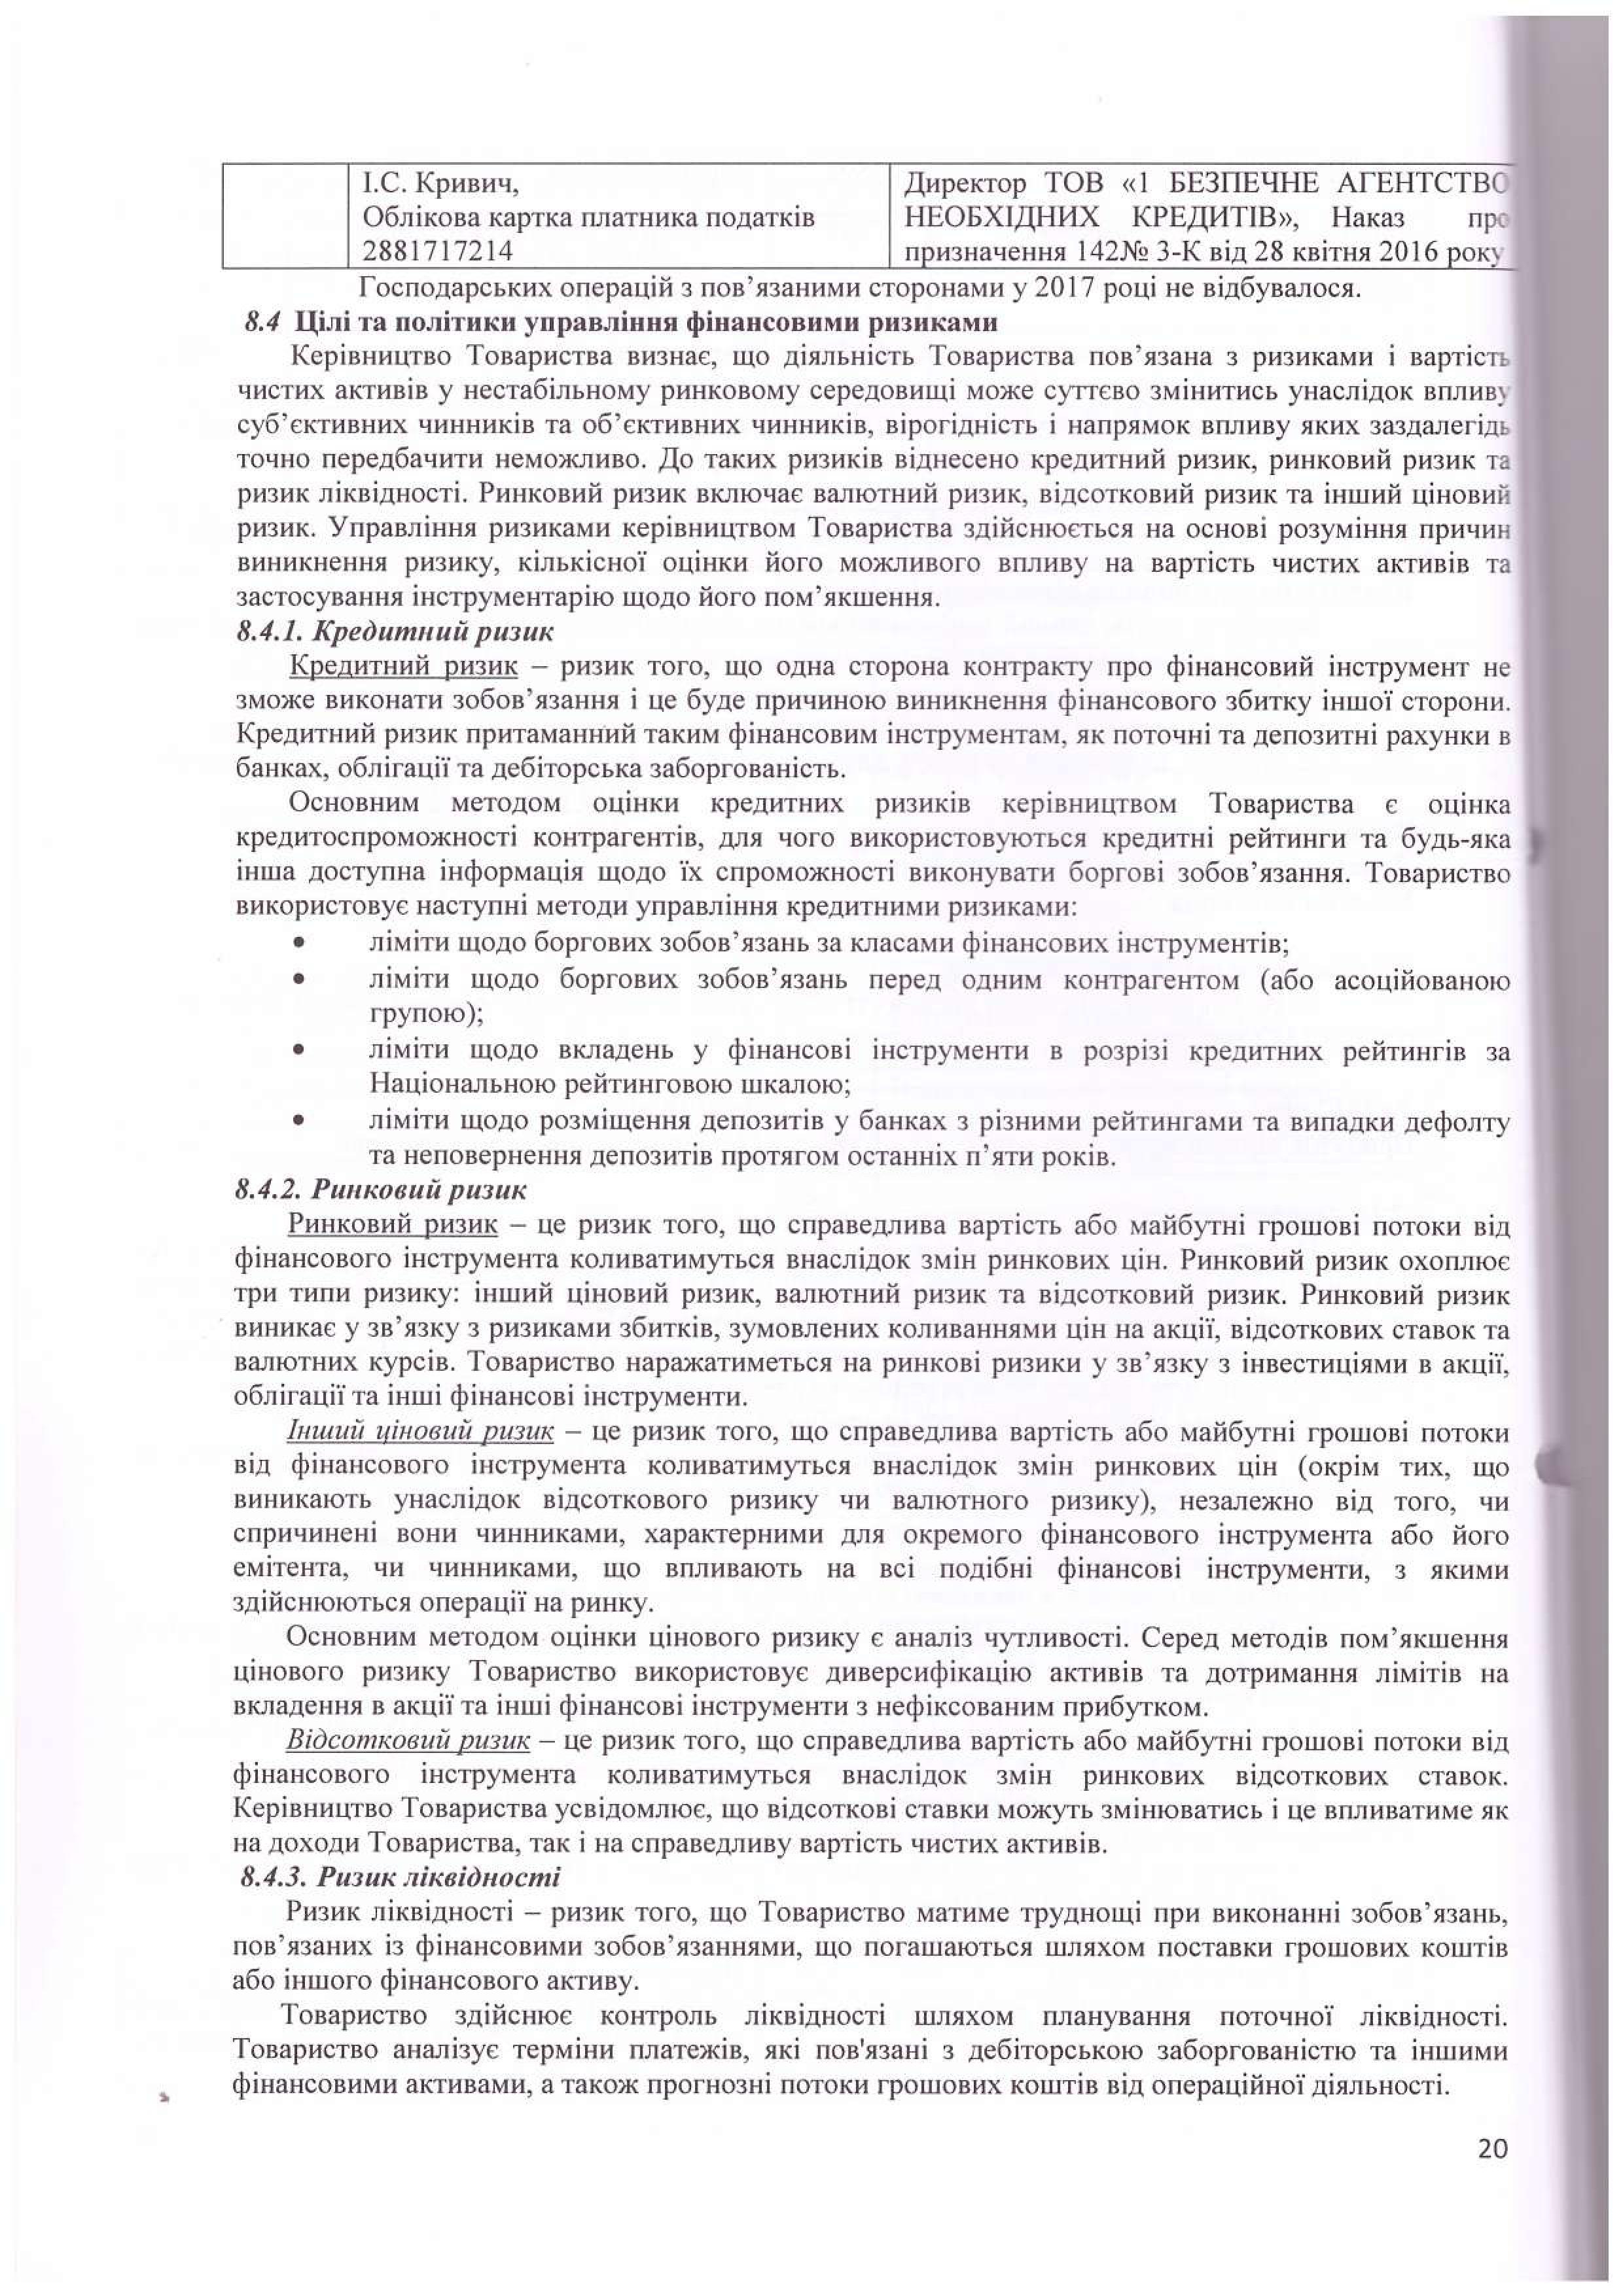 І.С. Кривич,
Облікова картка платника податків
2881717214
Директор ТОВ «1 БЕЗПЕЧНЕ АГЕНТСТВО
НЕОБХІДНИХ КРЕДИТІВ», Наказ про
призначення 142№ 3-К від 28 квітня 2016 року
Господарських операцій з пов’язаними сторонами у 2017 році не відбувалося.
8.4 Цілі та політики управління фінансовими ризиками
Керівництво Товариства визнає, що діяльність Товариства пов’язана з ризиками і вартість
чистих активів у нестабільному ринковому середовищі може суттєво змінитись унаслідок впливу
суб’єктивних чинників та об’єктивних чинників, вірогідність і напрямок впливу яких заздалегідь
точно передбачити неможливо. До таких ризиків віднесено кредитний ризик, ринковий ризик та
ризик ліквідності. Ринковий ризик включає валютний ризик, відсотковий ризик та інший ціновий
ризик. Управління ризиками керівництвом Товариства здійснюється на основі розуміння причин
виникнення ризику, кількісної оцінки його можливого впливу на вартість чистих активів та
застосування інструментарію щодо його пом’якшення.
8.4.1. Кредитний ризик
Кредитний ризик – ризик того, що одна сторона контракту про фінансовий інструмент не
зможе виконати зобов’язання і це буде причиною виникнення фінансового збитку іншої сторони.
Кредитний ризик притаманний таким фінансовим інструментам, як поточні та депозитні рахунки в
банках, облігації та дебіторська заборгованість.
Основним методом оцінки кредитних ризиків керівництвом Товариства є оцінка
кредитоспроможності контрагентів, для чого використовуються кредитні рейтинги та будь-яка
інша доступна інформація щодо їх спроможності виконувати боргові зобов’язання. Товариство
використовує наступні методи управління кредитними ризиками:
• ліміти щодо боргових зобов’язань за класами фінансових інструментів;
• ліміти щодо боргових зобов’язань перед одним контрагентом (або асоційованою
групою);
• ліміти щодо вкладень у фінансові інструменти в розрізі кредитних рейтингів за
Національною рейтинговою шкалою;
• ліміти щодо розміщення депозитів у банках з різними рейтингами та випадки дефолту
та неповернення депозитів протягом останніх п’яти років.
8.4.2. Ринковий ризик
Ринковий ризик – це ризик того, що справедлива вартість або майбутні грошові потоки від
фінансового інструмента коливатимуться внаслідок змін ринкових цін. Ринковий ризик охоплює
три типи ризику: інший ціновий ризик, валютний ризик та відсотковий ризик. Ринковий ризик
виникає у зв’язку з ризиками збитків, зумовлених коливаннями цін на акції, відсоткових ставок та
валютних курсів. Товариство наражатиметься на ринкові ризики у зв’язку з інвестиціями в акції,
облігації та інші фінансові інструменти.
Інший ціновий ризик – це ризик того, що справедлива вартість або майбутні грошові потоки
від фінансового інструмента коливатимуться внаслідок змін ринкових цін (окрім тих, що
виникають унаслідок відсоткового ризику чи валютного ризику), незалежно від того, чи
спричинені вони чинниками, характерними для окремого фінансового інструмента або його
емітента, чи чинниками, що впливають на всі подібні фінансові інструменти, з якими
здійснюються операції на ринку.
Основним методом оцінки цінового ризику є аналіз чутливості. Серед методів пом’якшення
цінового ризику Товариство використовує диверсифікацію активів та дотримання лімітів на
вкладення в акції та інші фінансові інструменти з нефіксованим прибутком.
Відсотковий ризик – це ризик того, що справедлива вартість або майбутні грошові потоки від
фінансового інструмента коливатимуться внаслідок змін ринкових відсоткових ставок.
Керівництво Товариства усвідомлює, що відсоткові ставки можуть змінюватись і це впливатиме як
на доходи Товариства, так і на справедливу вартість чистих активів.
8.4.3. Ризик ліквідності
Ризик ліквідності – ризик того, що Товариство матиме труднощі при виконанні зобов’язань,
пов’язаних із фінансовими зобов’язаннями, що погашаються шляхом поставки грошових коштів
або іншого фінансового активу.
Товариство здійснює контроль ліквідності шляхом планування поточної ліквідності.
Товариство аналізує терміни платежів, які пов'язані з дебіторською заборгованістю та іншими
фінансовими активами, а також прогнозні потоки грошових коштів від операційної діяльності.
20